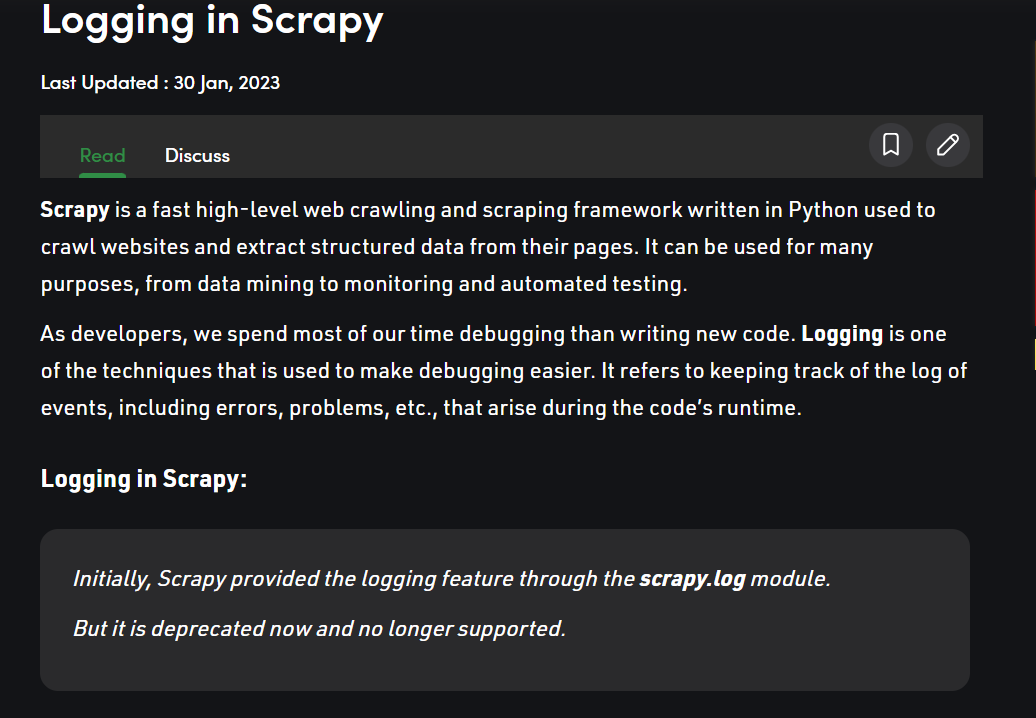 Logging in Scrapy
Last Updated : 30 Jan, 2023
Read Discuss
Scrapy is a fast high-level web crawling and scraping framework written in Python used to
crawl websites and extract structured data from their pages. It can be used for many
purposes, from data mining to monitoring and automated testing.
As developers, we spend most of our time debugging than writing new code. Logging is one
of the techniques that is used to make debugging easier. It refers to keeping track of the log of
events, including errors, problems, etc., that arise during the code’s runtime.
Logging in Scrapy:
Initially, Scrapy provided the logging feature through the scrapy.log module.
But it is deprecated now and no longer supported.